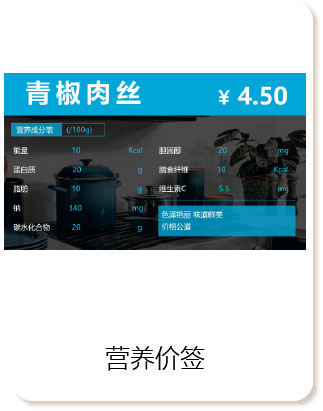 青椒肉丝 ¥ 4.50
营养成分表 (/100g)
能量 10 Kcal 胆固醇 20 mg
蛋白质 20 g 膳食纤维 10 Kcal
脂肪 10 g 维生素C 5.5 mg
钠 340 mg
碳水化合物 20 g
色泽艳丽 味道鲜美
价格公道
营养价签